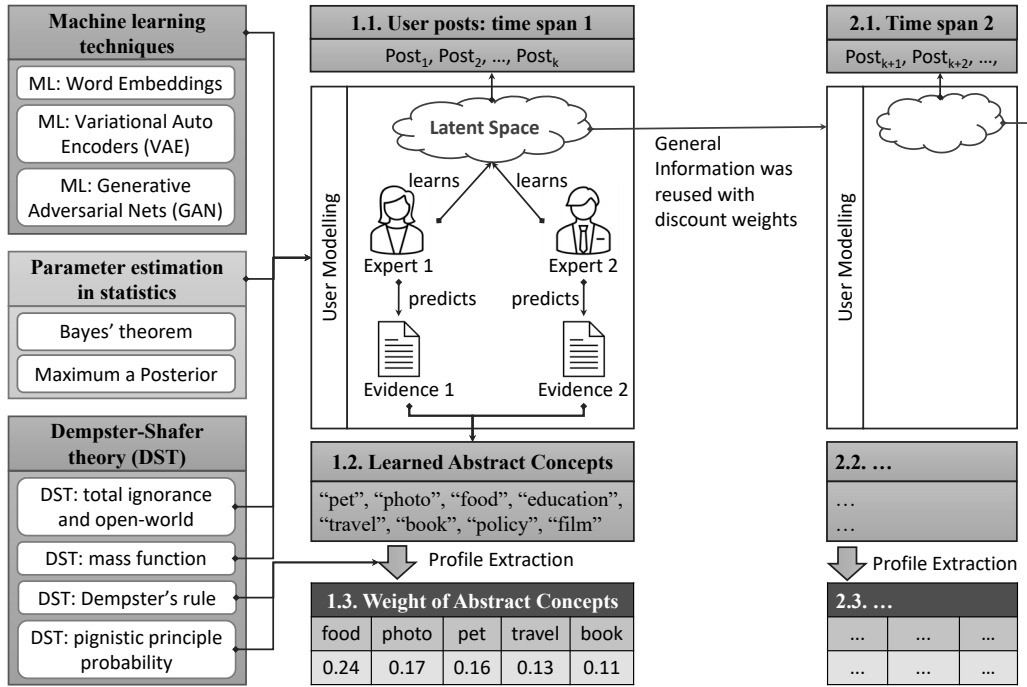 Machine learning
techniques
ML: Word Embeddings
ML: Variational Auto
Encoders (VAE)
ML: Generative
Adversarial Nets (GAN)
Parameter estimation
in statistics
Bayes’ theorem
Maximum a Posterior
Dempster-Shafer
theory (DST)
DST: total ignorance
and open-world
DST: mass function
DST: Dempster’s rule
DST: pignistic principle
probability
1.1. User posts: time span 1
Post1, Post2, …, Postk
User Modelling
Latent Space
learns
learns
Expert 1
Expert 2
predicts
predicts
Evidence 1
Evidence 2
1.2. Learned Abstract Concepts
“pet”, “photo”, “food”, “education”,
“travel”, “book”, “policy”, “film”
Profile Extraction
1.3. Weight of Abstract Concepts
food photo pet travel book
0.24 0.17 0.16 0.13 0.11
General
Information was
reused with
discount weights
2.1. Time span 2
Postk+1, Postk+2, …,
User Modelling
2.2. …
…
…
Profile Extraction
2.3. …
… … …
… … …